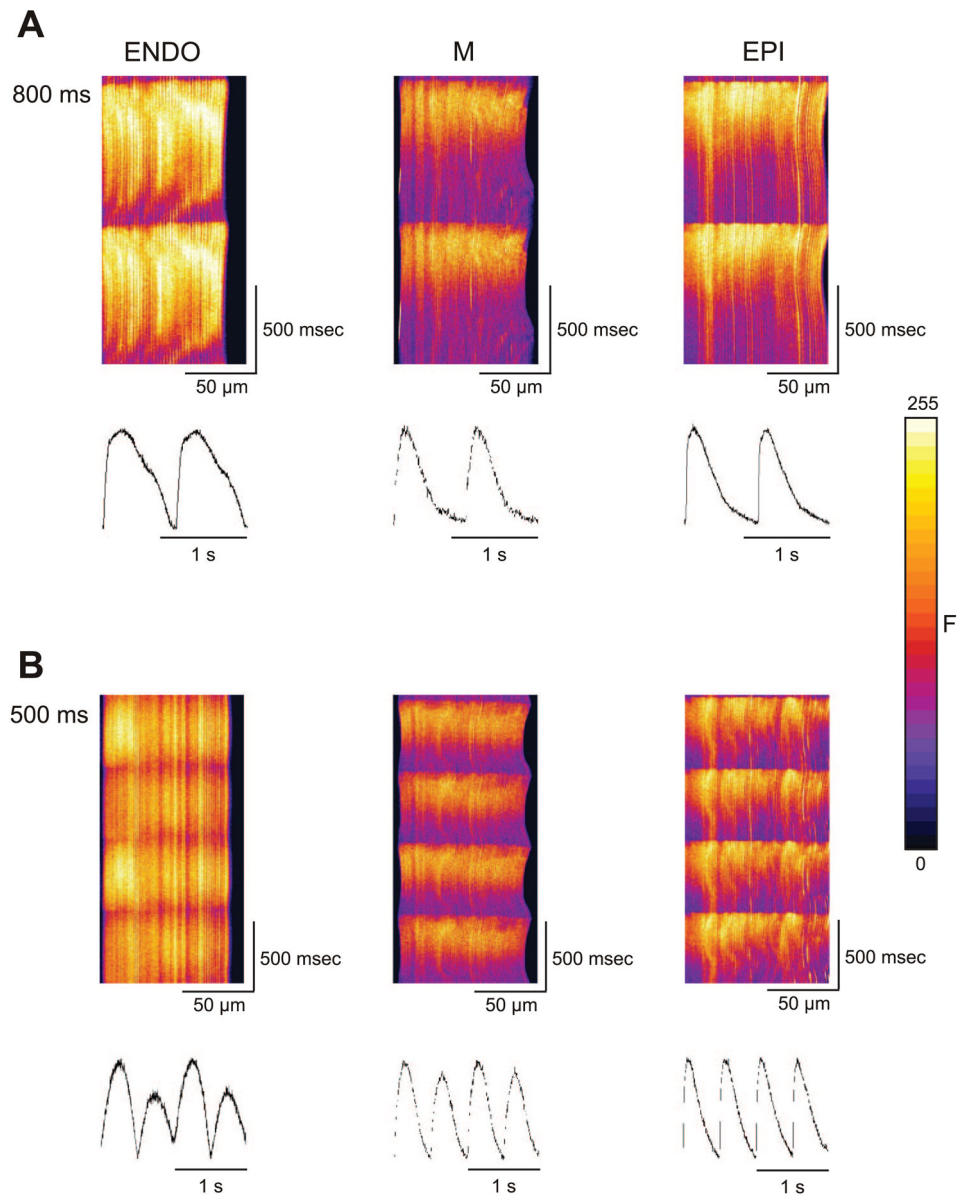 A
ENDO M EPI
800 ms
500 msec 500 msec 500 msec
50 µm 50 µm 50 µm
255
1 s 1 s 1 s
F
B
500 ms
0
500 msec 500 msec 500 msec
50 µm 50 µm 50 µm
1 s 1 s 1 s